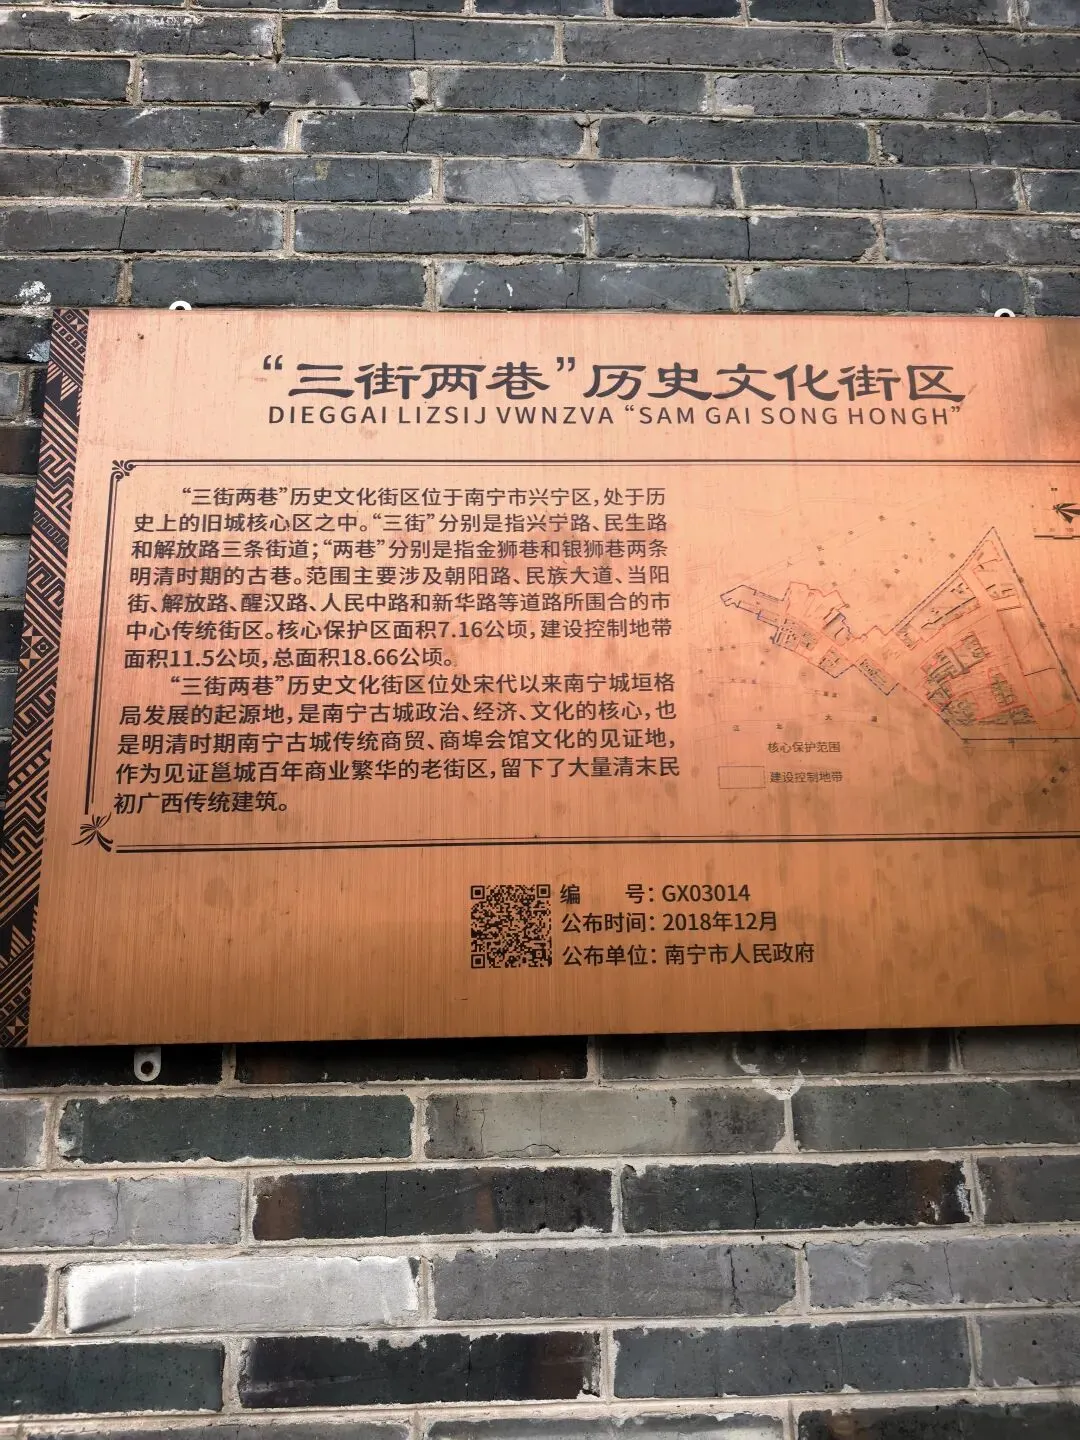 “三街两巷”历史文化街区
DIEGGAI LIZSIJ VWNZVA “SAM GAI SONG HONGH”
“三街两巷”历史文化街区位于南宁市兴宁区，处于历
史上的旧城核心区之中。“三街”分别是指兴宁路、民生路
和解放路三条街道；“两巷”分别是指金狮巷和银狮巷两条
明清时期的古巷。范围主要涉及朝阳路、民族大道、当阳
街、解放路、醒汉路、人民中路和新华路等道路所围合的市
中心传统街区。核心保护区面积7.16公顷，建设控制地带
面积11.5公顷，总面积18.66公顷。
“三街两巷”历史文化街区位处宋代以来南宁城垣格
局发展的起源地，是南宁古城政治、经济、文化的核心，也
是明清时期南宁古城传统商贸、商埠会馆文化的见证地，
作为见证邕城百年商业繁华的老街区，留下了大量清末民
初广西传统建筑。
核心保护范围
建设控制地带
编 号：GX03014
公布时间：2018年12月
公布单位：南宁市人民政府